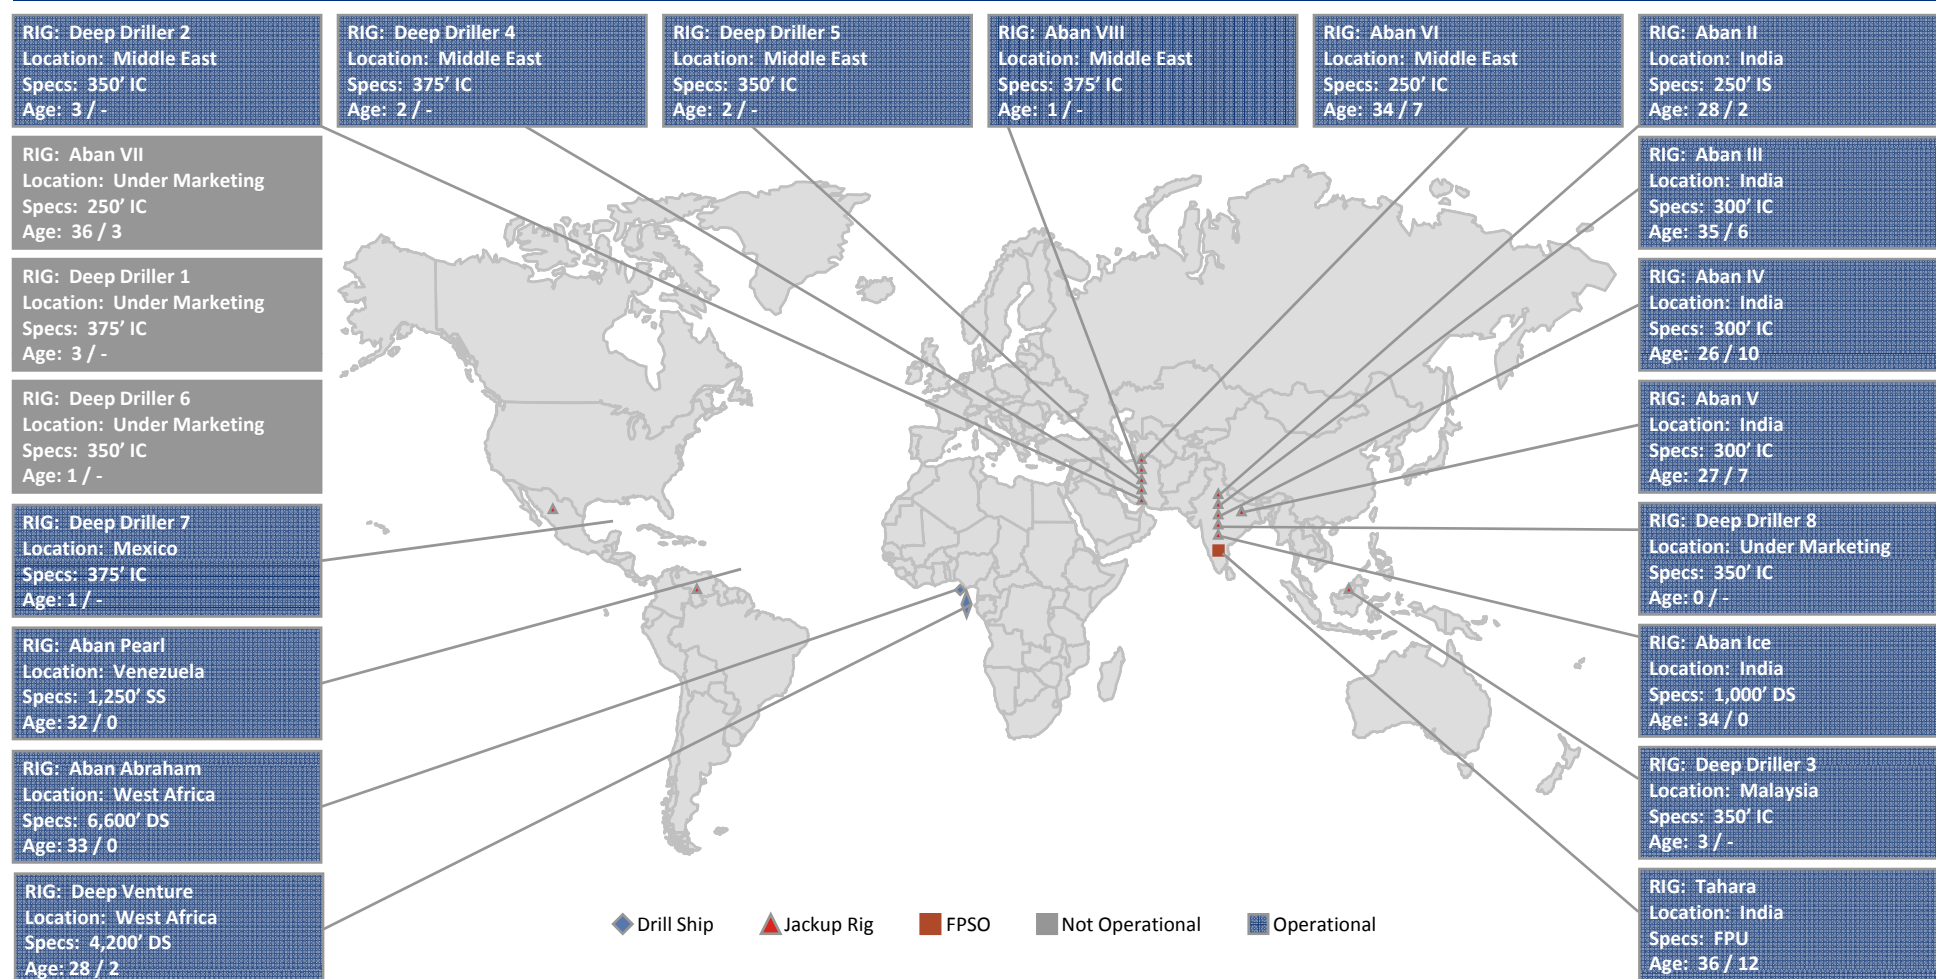 RIG: Deep Driller 2
Location: Middle East
Specs: 350’ IC
Age: 3 / -
RIG: Deep Driller 4
Location: Middle East
Specs: 375’ IC
Age: 2 / -
RIG: Deep Driller 5
Location: Middle East
Specs: 350’ IC
Age: 2 / -
RIG: Aban VIII
Location: Middle East
Specs: 375’ IC
Age: 1 / -
RIG: Aban VI
Location: Middle East
Specs: 250’ IC
Age: 34 / 7
RIG: Aban II
Location: India
Specs: 250’ IS
Age: 28 / 2
RIG: Aban VII
Location: Under Marketing
Specs: 250’ IC
Age: 36 / 3
RIG: Deep Driller 1
Location: Under Marketing
Specs: 375’ IC
Age: 3 / -
RIG: Deep Driller 6
Location: Under Marketing
Specs: 350’ IC
Age: 1 / -
RIG: Deep Driller 7
Location: Mexico
Specs: 375’ IC
Age: 1 / -
RIG: Aban Pearl
Location: Venezuela
Specs: 1,250’ SS
Age: 32 / 0
RIG: Aban Abraham
Location: West Africa
Specs: 6,600’ DS
Age: 33 / 0
RIG: Deep Venture
Location: West Africa
Specs: 4,200’ DS
Age: 28 / 2
RIG: Aban III
Location: India
Specs: 300’ IC
Age: 35 / 6
RIG: Aban IV
Location: India
Specs: 300’ IC
Age: 26 / 10
RIG: Aban V
Location: India
Specs: 300’ IC
Age: 27 / 7
RIG: Deep Driller 8
Location: Under Marketing
Specs: 350’ IC
Age: 0 / -
RIG: Aban Ice
Location: India
Specs: 1,000’ DS
Age: 34 / 0
RIG: Deep Driller 3
Location: Malaysia
Specs: 350’ IC
Age: 3 / -
RIG: Tahara
Location: India
Specs: FPU
Age: 36 / 12
Drill Ship
Jackup Rig
FPSO
Not Operational
Operational